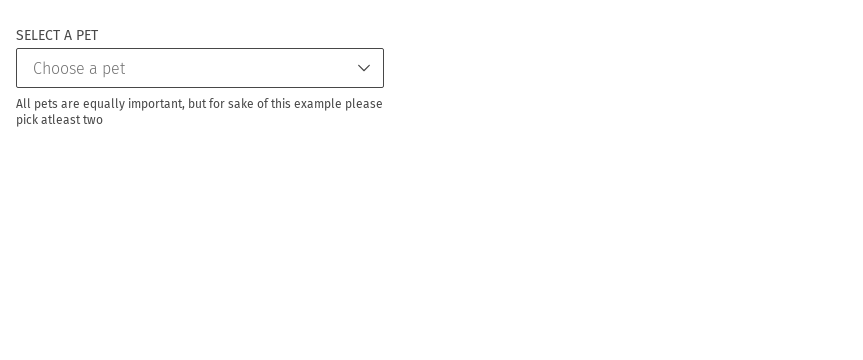 SELECT A PET
Choose a pet
All pets are equally important, but for sake of this example please
pick atleast two